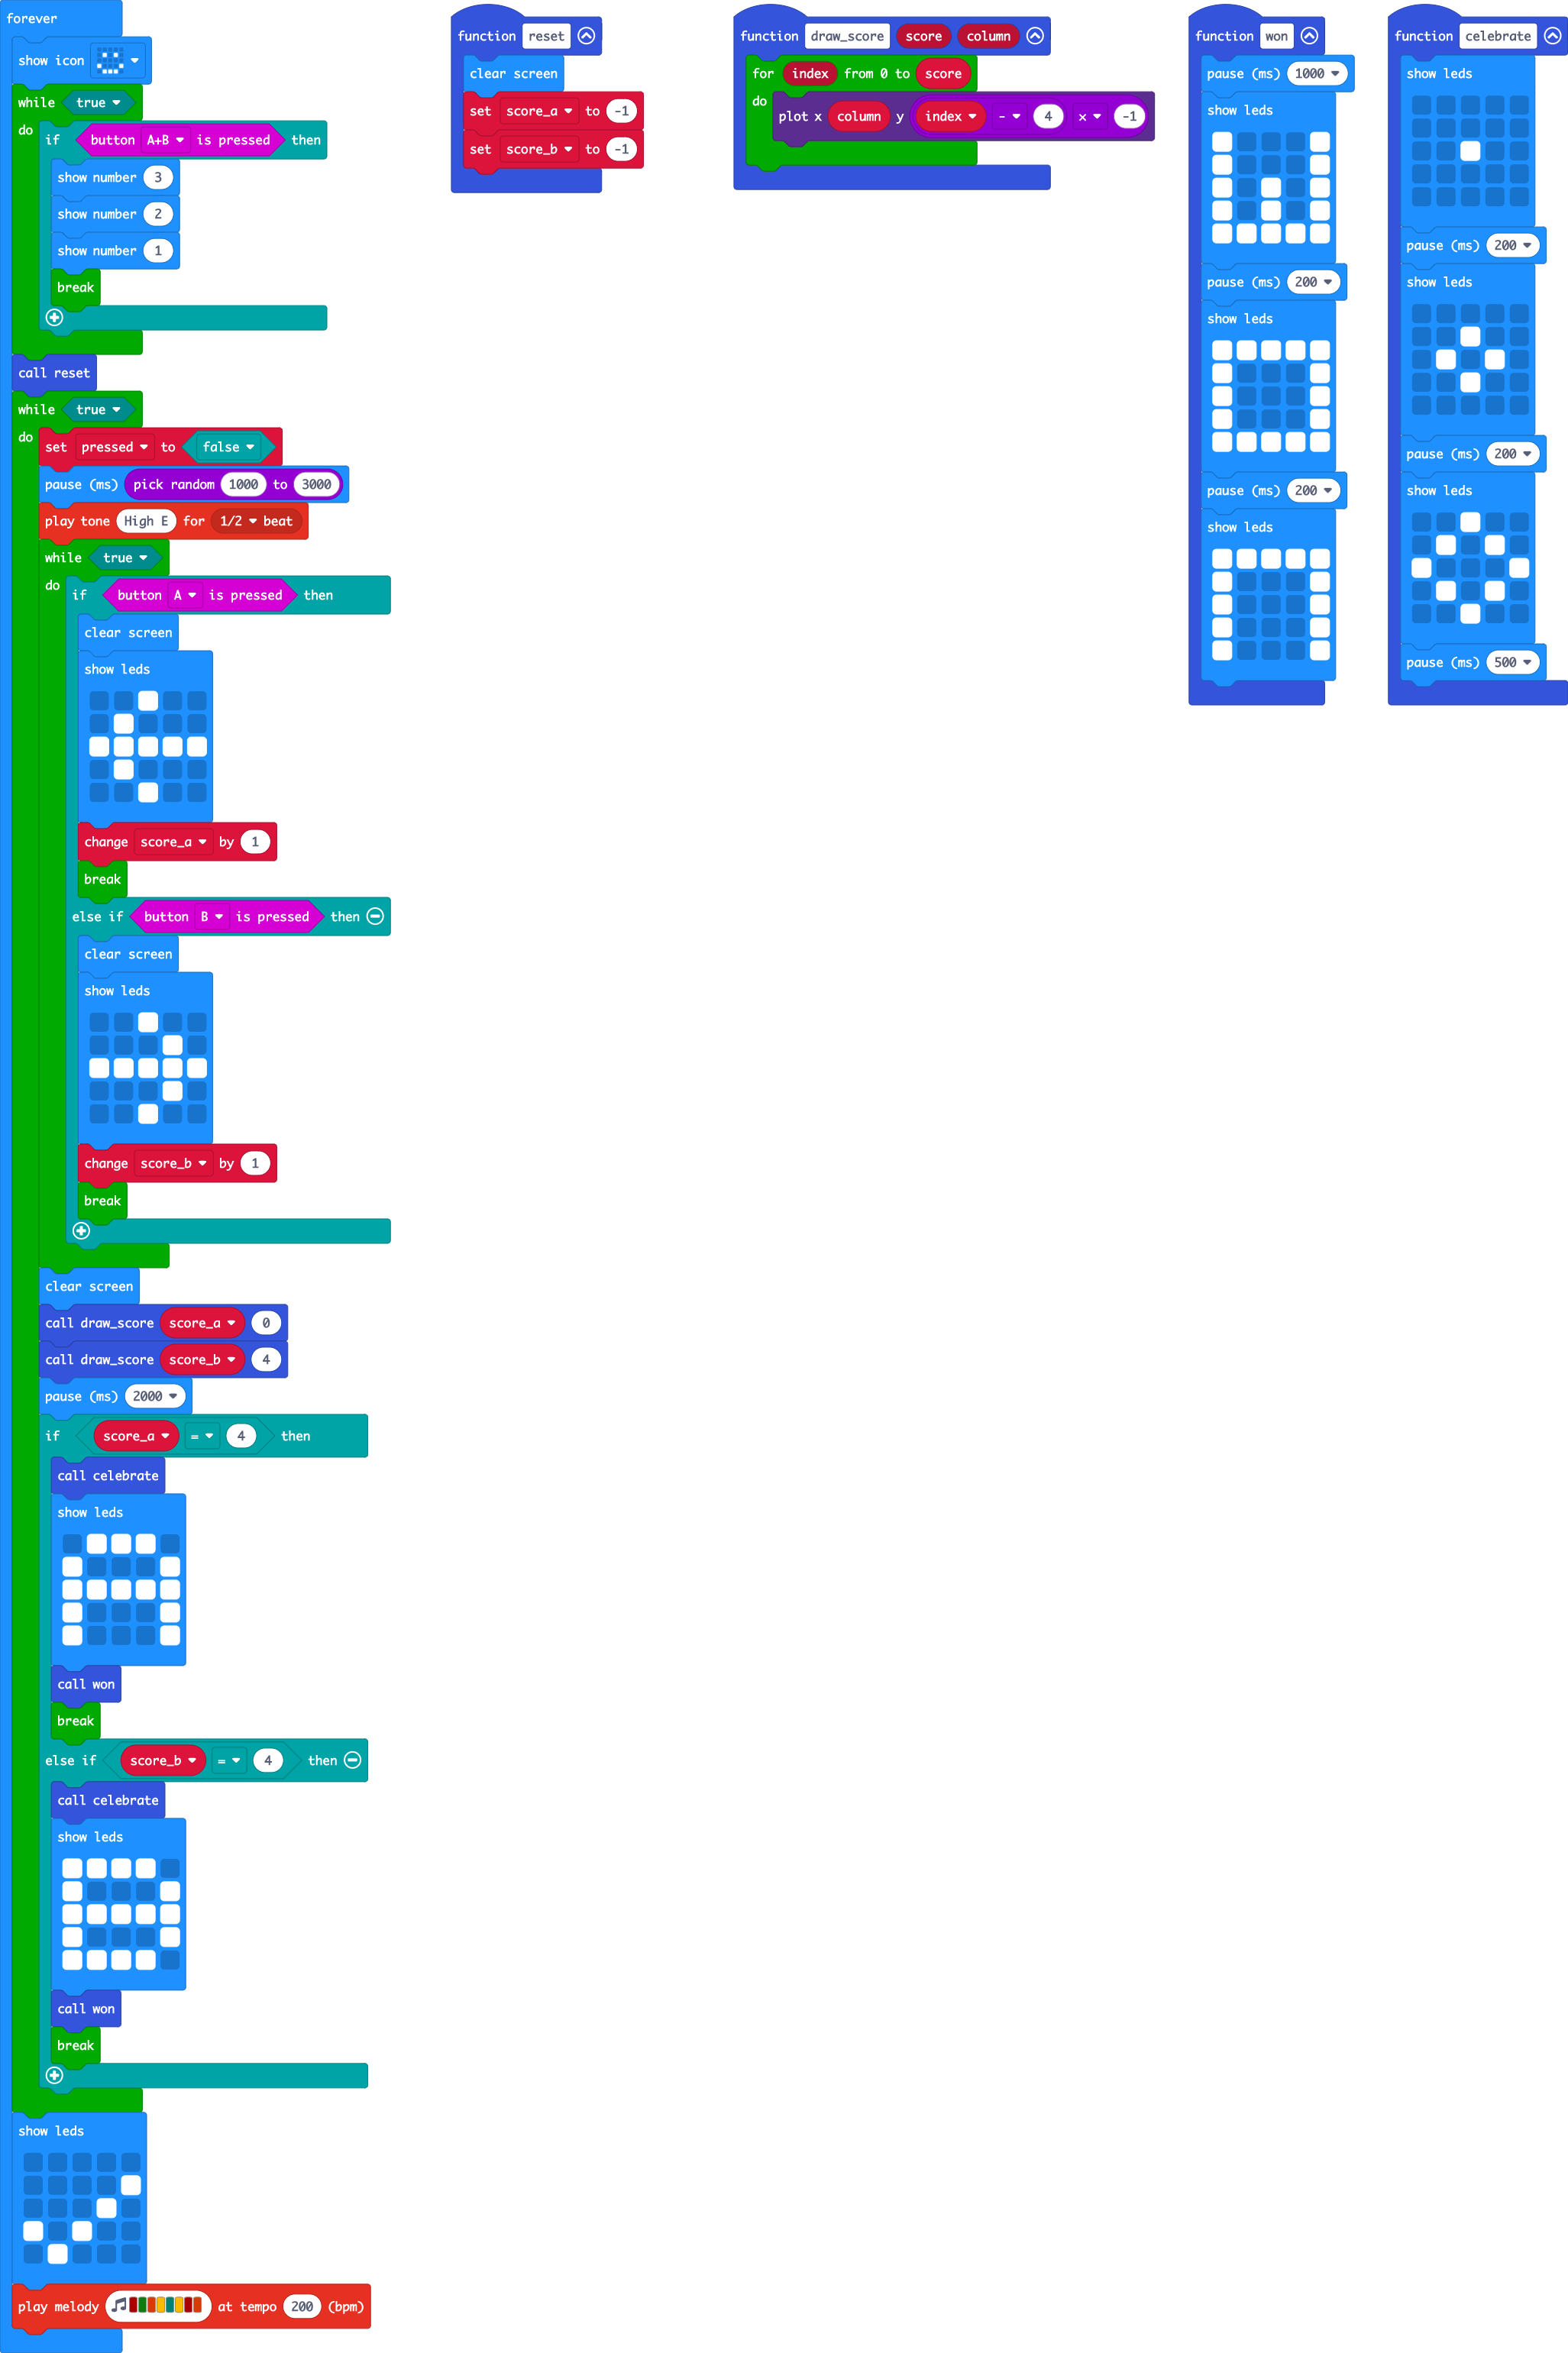 forever
show icon
while true
do
if button A+B is pressed then
show number 3
show number 2
show number 1
break
call reset
while true
do
set pressed to false
pause (ms) pick random 1000 to 3000
play tone High E for 1/2 beat
while true
do
if button A is pressed then
clear screen
show leds
change score_a by 1
break
else if button B is pressed then
clear screen
show leds
change score_b by 1
break
clear screen
call draw_score score_a 0
call draw_score score_b 4
pause (ms) 2000
if score_a = 4 then
call celebrate
show leds
call won
break
else if score_b = 4 then
call celebrate
show leds
call won
break
show leds
play melody at tempo 200 (bpm)
function reset
clear screen
set score_a to -1
set score_b to -1
function draw_score score column
for index from 0 to score
do
plot x column y index - 4 × -1
function won
pause (ms) 1000
show leds
pause (ms) 200
show leds
pause (ms) 200
show leds
function celebrate
show leds
pause (ms) 200
show leds
pause (ms) 200
show leds
pause (ms) 500